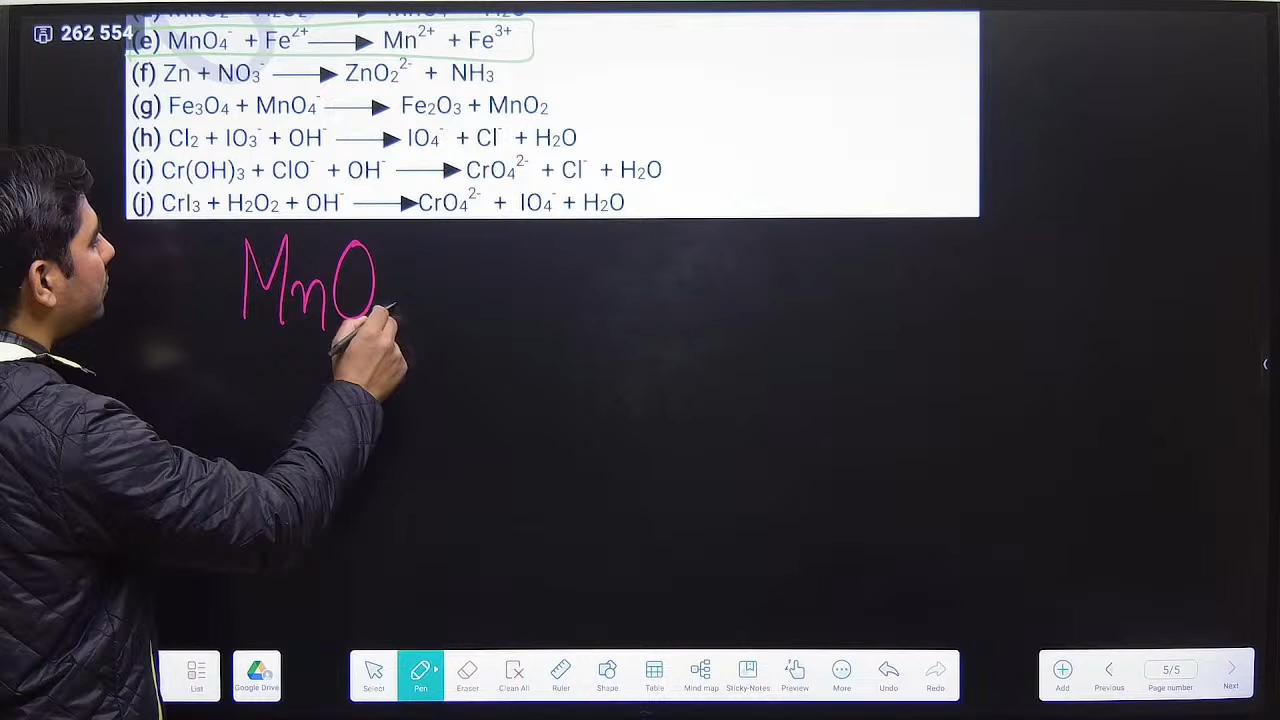 262 554
(e) MnO₄⁻ + Fe²⁺ ⟶ Mn²⁺ + Fe³⁺
(f) Zn + NO₃⁻ ⟶ ZnO₂²⁻ + NH₃
(g) Fe₃O₄ + MnO₄⁻ ⟶ Fe₂O₃ + MnO₂
(h) Cl₂ + IO₃⁻ + OH⁻ ⟶ IO₄⁻ + Cl⁻ + H₂O
(i) Cr(OH)₃ + ClO⁻ + OH⁻ ⟶ CrO₄²⁻ + Cl⁻ + H₂O
(j) CrI₃ + H₂O₂ + OH⁻ ⟶ CrO₄²⁻ + IO₄⁻ + H₂O
MnO
List
Google Drive
Select Pen Eraser Clean All Ruler Shape Table Mind map Sticky-Notes Preview More Undo Redo
5/5
Add Previous Page number Next